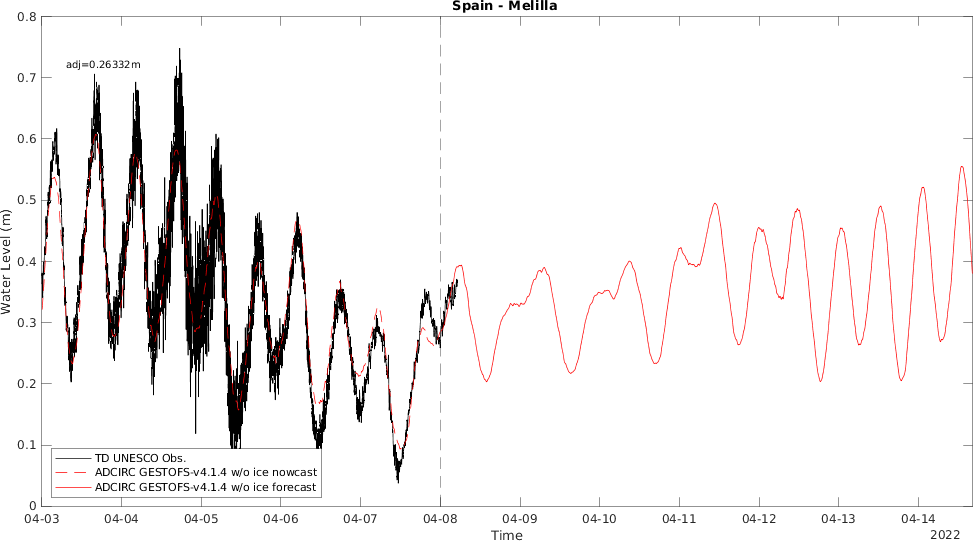 Spain - Melilla
adj=0.26332m
0.8
0.7
0.6
0.5
0.4
0.3
0.2
0.1
0
Water Level (m)
TD UNESCO Obs.
ADCIRC GESTOFS-v4.1.4 w/o ice nowcast
ADCIRC GESTOFS-v4.1.4 w/o ice forecast
04-03 04-04 04-05 04-06 04-07 04-08 04-09 04-10 04-11 04-12 04-13 04-14
Time
2022